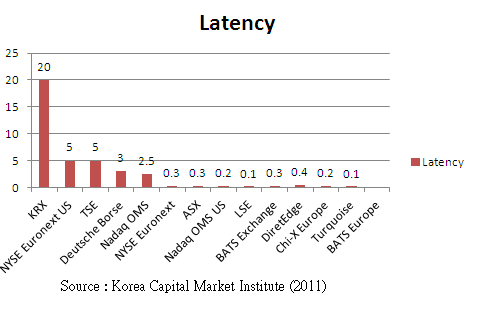 Latency
25
20
15
10
5
0
20
5
5
3
2.5
0.3
0.3
0.2
0.1
0.3
0.4
0.2
0.1
KRX
NYSE Euronext US
TSE
Deutsche Borse
Nadaq OMS
NYSE Euronext
ASX
Nadaq OMS US
LSE
BATS Exchange
DiretEdge
Chi-X Europe
Turquoise
BATS Europe
Latency
Source : Korea Capital Market Institute (2011)